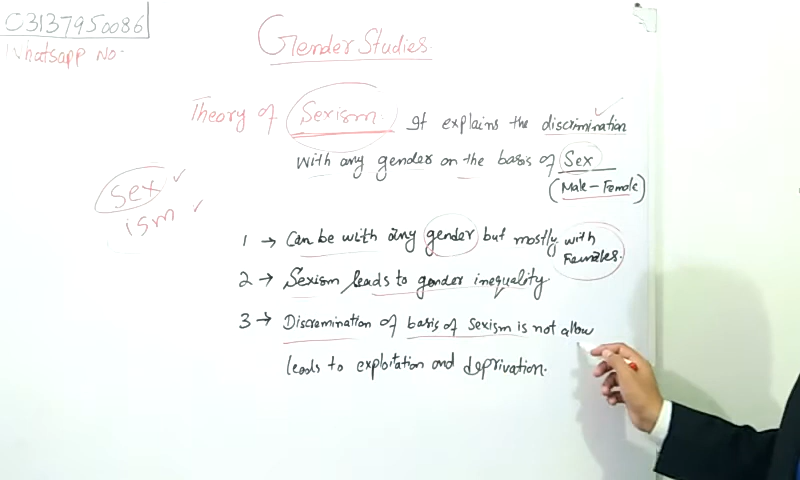 C3137950086
Whatsapp No.
Gender Studies.
Theory of Sexism. It explains the discrimination
with any gender on the basis of Sex
(Male - Female)
Sex
ism
1 → Can be with any gender but mostly with
Females.
2 → Sexism leads to gender inequality
3 → Discremination of basis of sexism is not allow
leads to exploitation and deprivation.